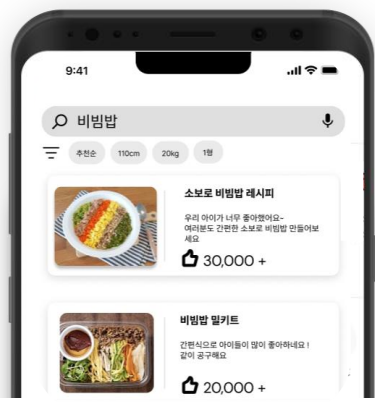 9:41
비빔밥
추천순 110cm 20kg 1형
소보로 비빔밥 레시피
우리 아이가 너무 좋아했어요~
여러분도 간편한 소보로 비빔밥 만들어보
세요
30,000 +
비빔밥 밀키트
간편식으로 아이들이 많이 좋아하네요 !
같이 공구해요
20,000 +